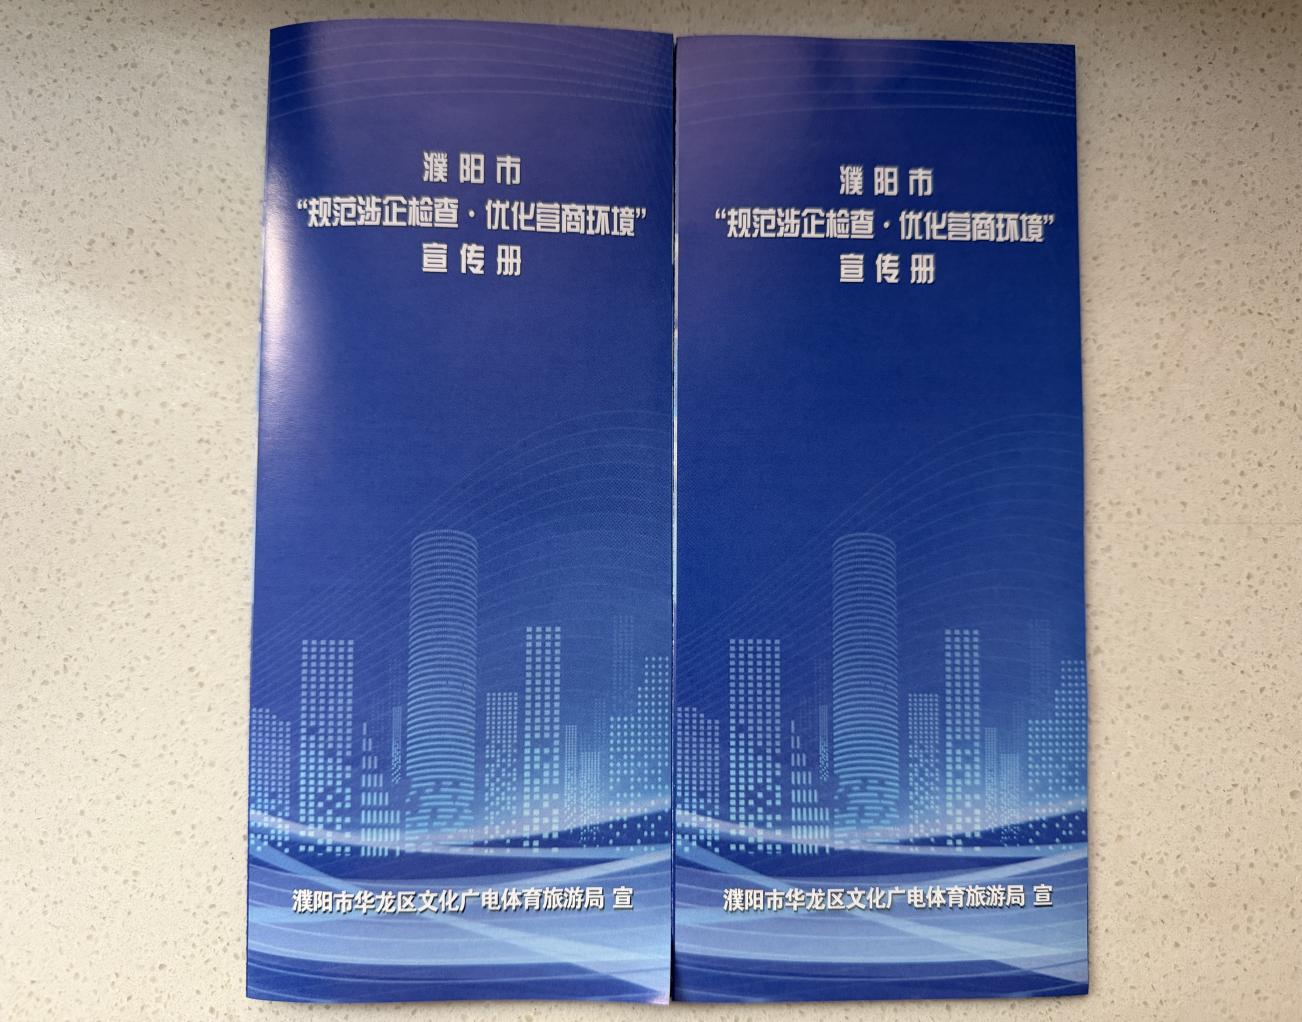 濮阳市
“规范涉企检查·优化营商环境”
宣传册
濮阳市华龙区文化广电体育旅游局 宣
濮阳市
“规范涉企检查·优化营商环境”
宣传册
濮阳市华龙区文化广电体育旅游局 宣